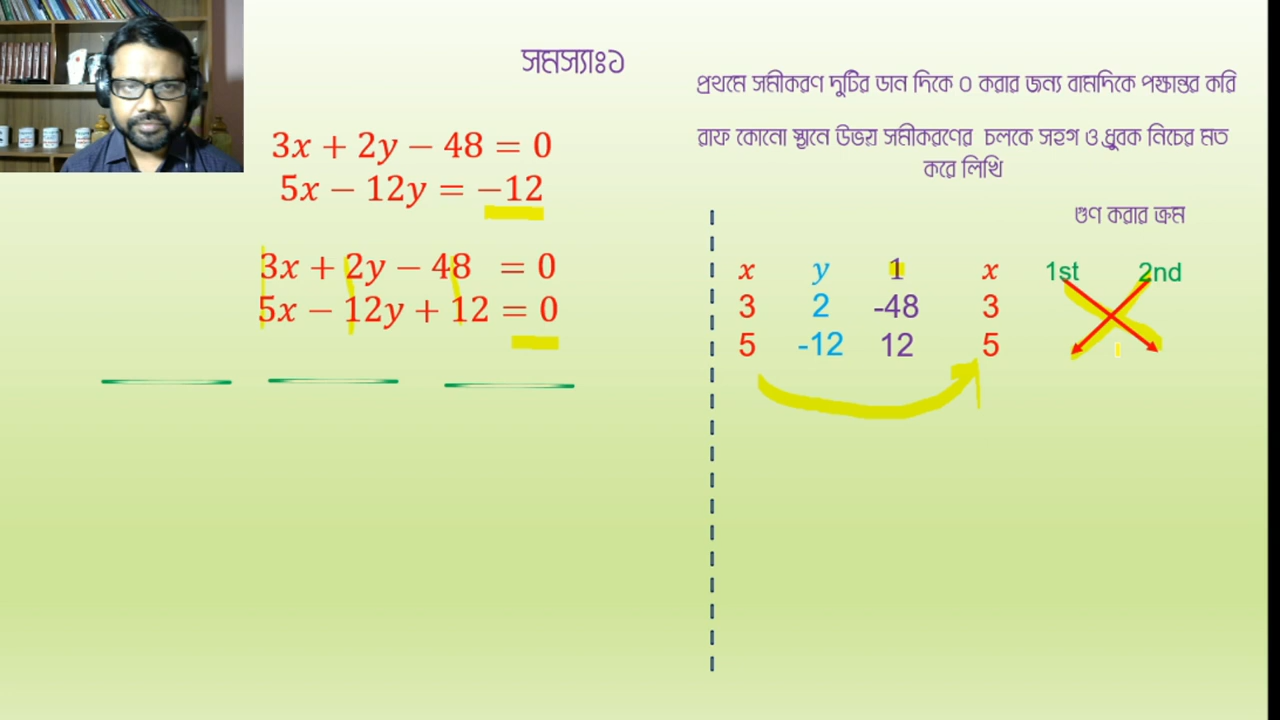 সমস্যাঃ১
3x + 2y − 48 = 0
5x − 12y = −12
3x + 2y − 48 = 0
5x − 12y + 12 = 0
প্রথমে সমীকরণ দুটির ডান দিকে ০ করার জন্য বামদিকে পক্ষান্তর করি
রাফ কোনো স্থানে উভয় সমীকরণের চলকে সহগ ও ধ্রুবক নিচের মত
করে লিখি
গুণ করার ক্রম
x y 1 x 1st 2nd
3 2 -48 3
5 -12 12 5